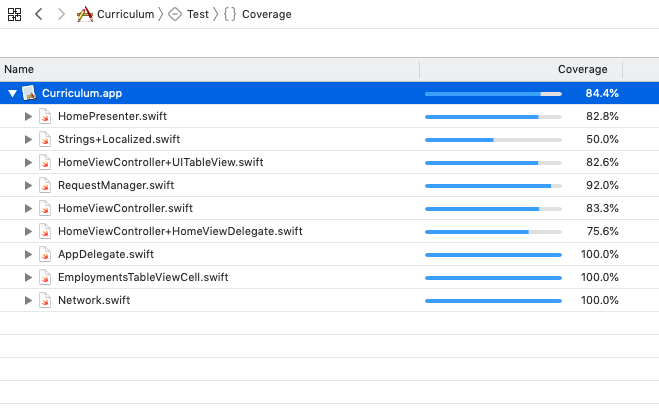 Curriculum Test { } Coverage
Name Coverage
Curriculum.app 84.4%
HomePresenter.swift 82.8%
Strings+Localized.swift 50.0%
HomeViewController+UITableView.swift 82.6%
RequestManager.swift 92.0%
HomeViewController.swift 83.3%
HomeViewController+HomeViewDelegate.swift 75.6%
AppDelegate.swift 100.0%
EmploymentsTableViewCell.swift 100.0%
Network.swift 100.0%